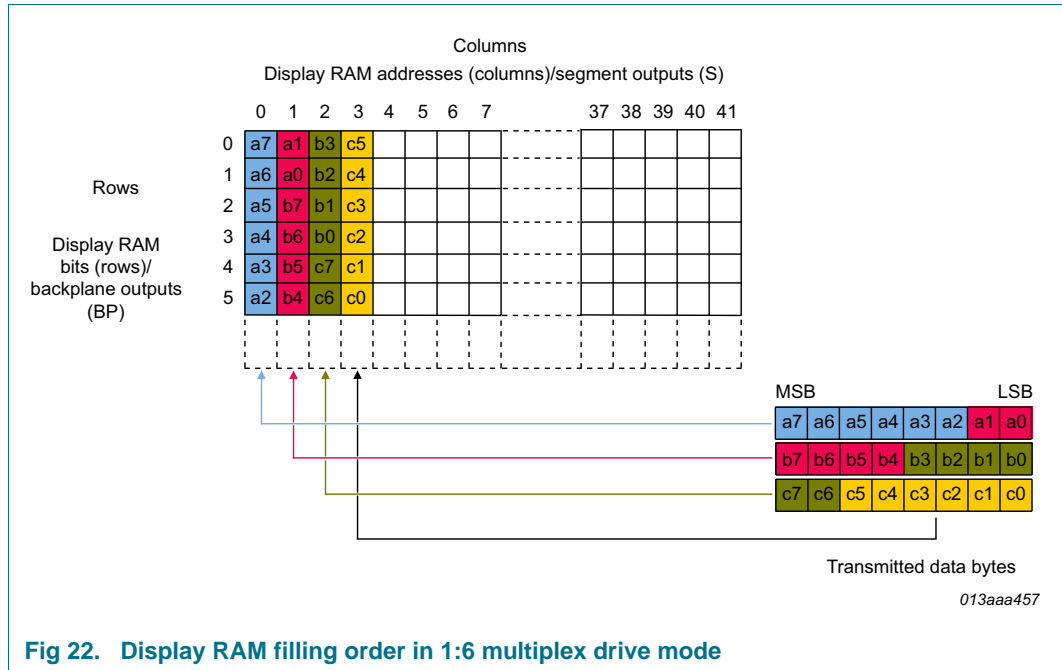 Columns
Display RAM addresses (columns)/segment outputs (S)
0 1 2 3 4 5 6 7 37 38 39 40 41
0 a7 a1 b3 c5
1 a6 a0 b2 c4
Rows
2 a5 b7 b1 c3
3 a4 b6 b0 c2
Display RAM
bits (rows)/
4 a3 b5 c7 c1
backplane outputs
5 a2 b4 c6 c0
(BP)
MSB LSB
a7 a6 a5 a4 a3 a2 a1 a0
b7 b6 b5 b4 b3 b2 b1 b0
c7 c6 c5 c4 c3 c2 c1 c0
Transmitted data bytes
013aaa457
Fig 22. Display RAM filling order in 1:6 multiplex drive mode